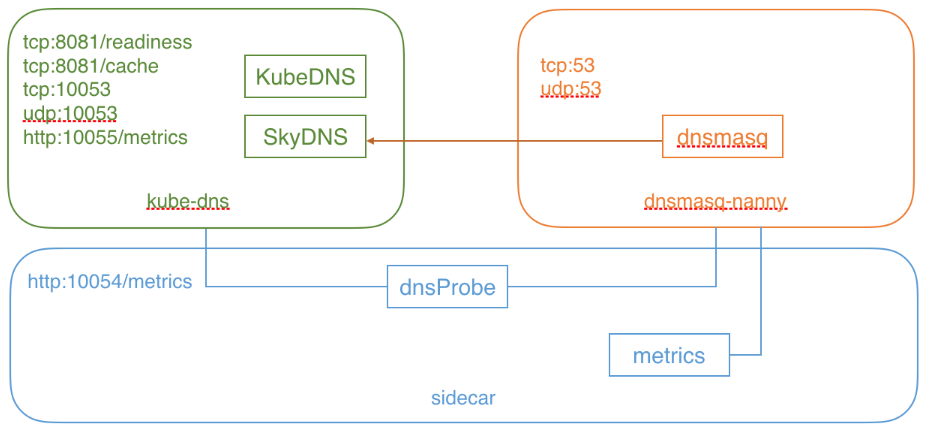 tcp:8081/readiness
tcp:8081/cache
tcp:10053
udp:10053
http:10055/metrics
KubeDNS
SkyDNS
kube-dns
tcp:53
udp:53
dnsmasq
dnsmasq-nanny
http:10054/metrics
dnsProbe
metrics
sidecar